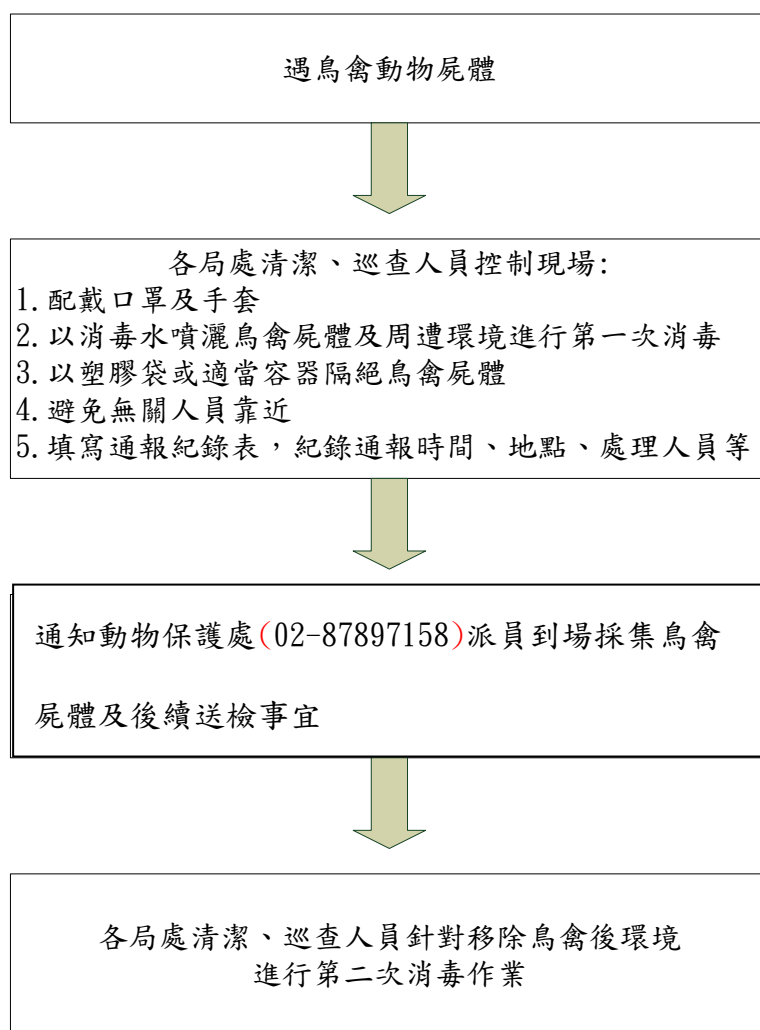 遇鳥禽動物屍體
各局處清潔、巡查人員控制現場:
1.配戴口罩及手套
2.以消毒水噴灑鳥禽屍體及周遭環境進行第一次消毒
3.以塑膠袋或適當容器隔絕鳥禽屍體
4.避免無關人員靠近
5.填寫通報紀錄表，紀錄通報時間、地點、處理人員等
通知動物保護處(02-87897158)派員到場採集鳥禽
屍體及後續送檢事宜
各局處清潔、巡查人員針對移除鳥禽後環境
進行第二次消毒作業